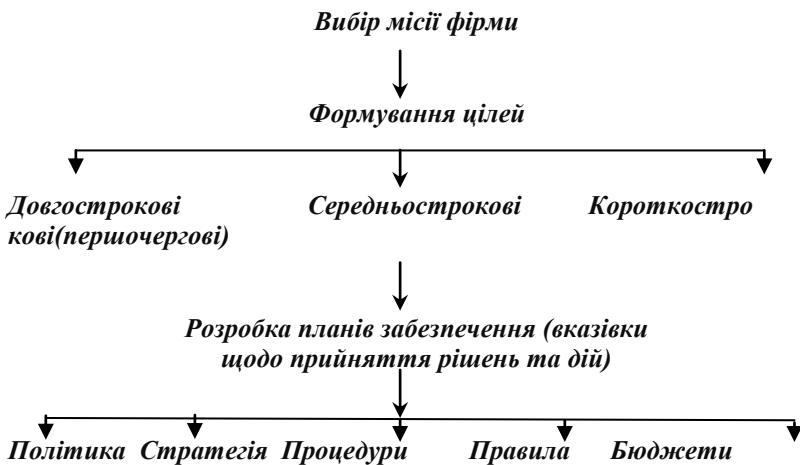 Вибір місії фірми
Формування цілей
Довгострокові Середньострокові Короткостро
кові(першочергові)
Розробка планів забезпечення (вказівки
щодо прийняття рішень та дій)
Політика Стратегія Процедури Правила Бюджети